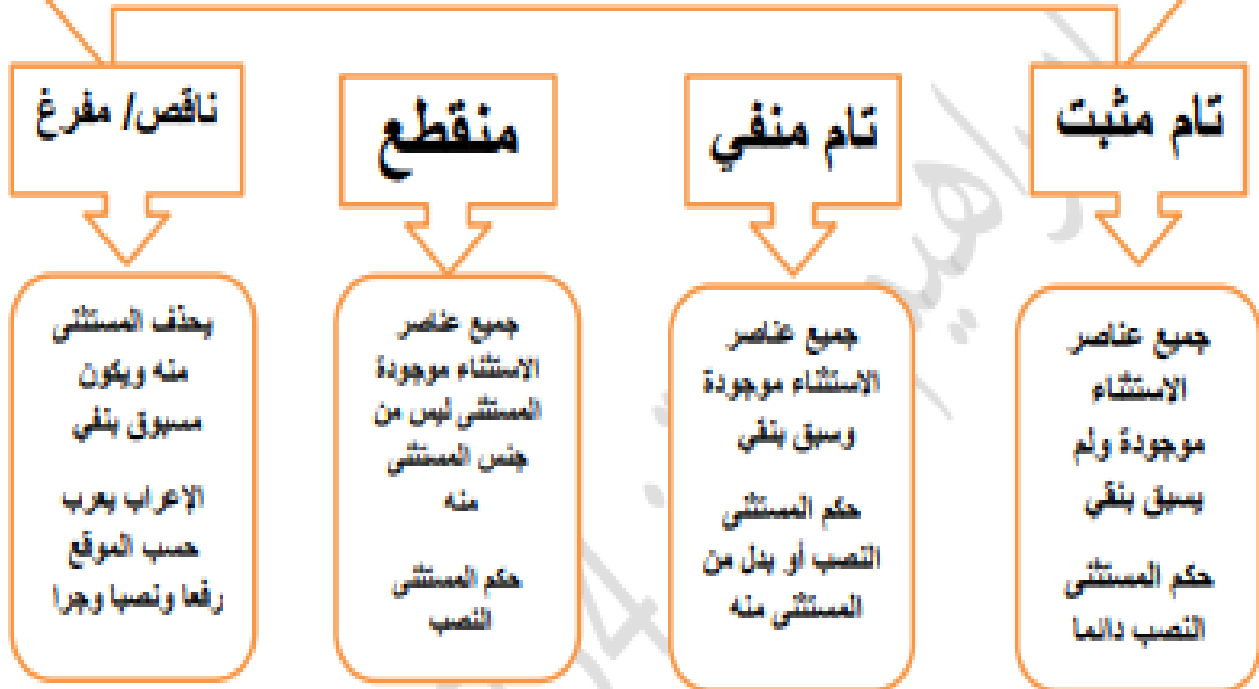 تام مثبت
جميع عناصر
الاستثناء
موجودة ولم
يسبق بنفي
حكم المستثنى
النصب دائما
تام منفي
جميع عناصر
الاستثناء موجودة
وسبق بنفي
حكم المستثنى
النصب أو بدل من
المستثنى منه
منقطع
جميع عناصر
الاستثناء موجودة
المستثنى ليس من
جنس المستثنى
منه
حكم المستثنى
النصب
ناقص/ مفرغ
يحذف المستثنى
منه ويكون
مسبوق بنفي
الإعراب يعرب
حسب الموقع
رفعا ونصبا وجرا